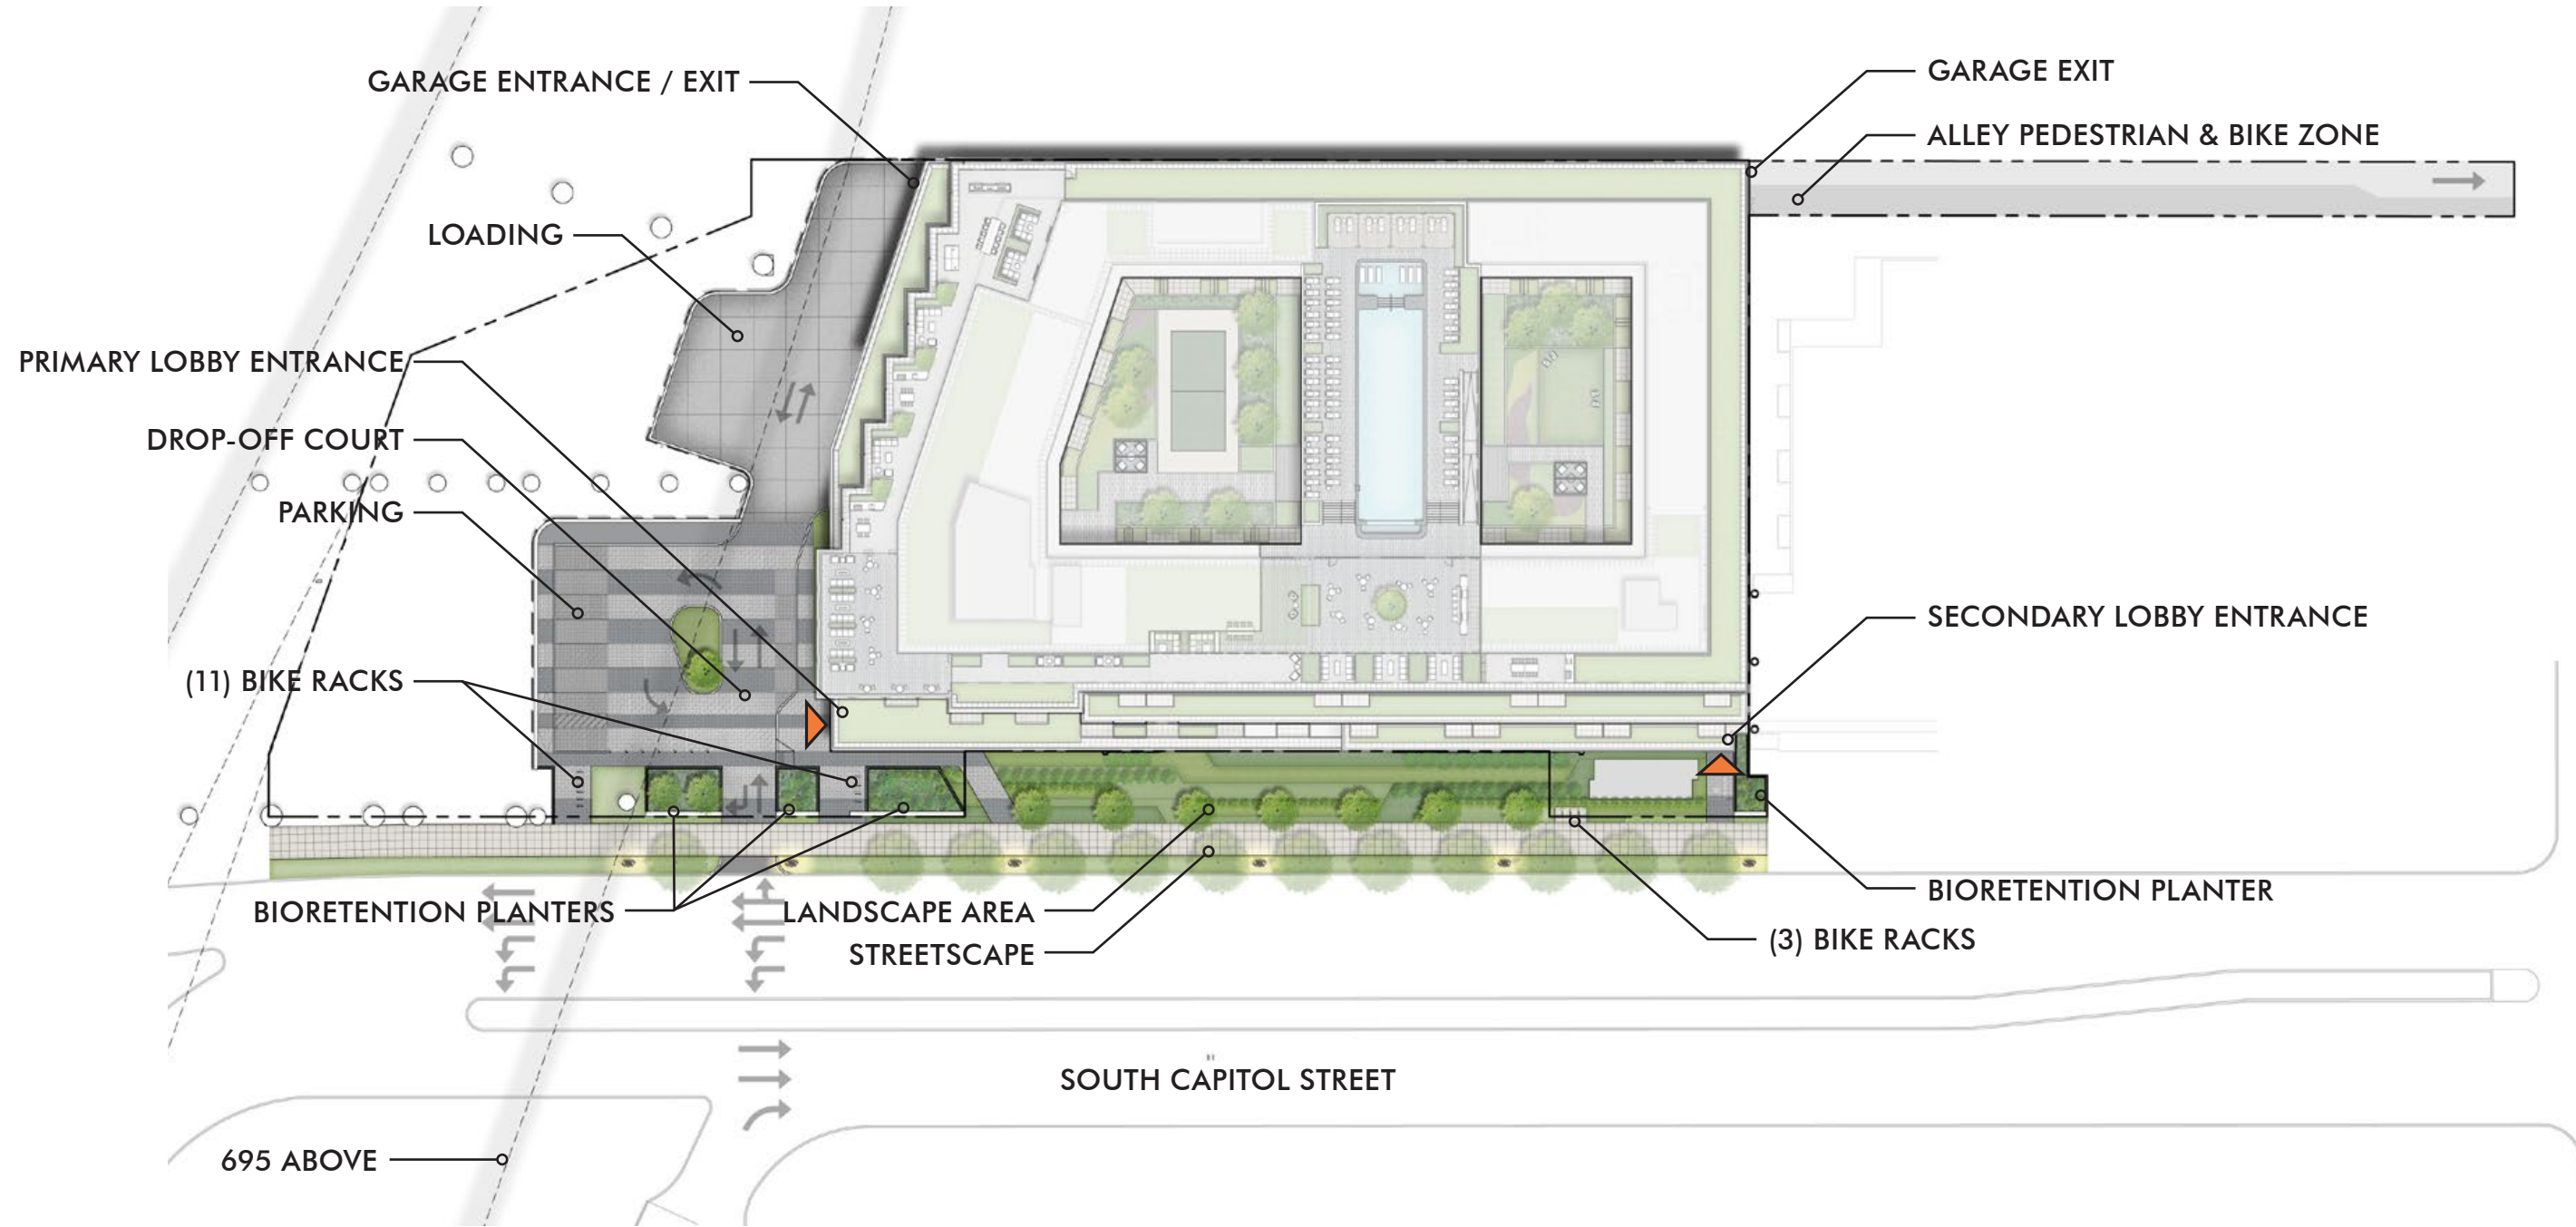 GARAGE ENTRANCE / EXIT
GARAGE EXIT
ALLEY PEDESTRIAN & BIKE ZONE
LOADING
PRIMARY LOBBY ENTRANCE
DROP-OFF COURT
PARKING
SECONDARY LOBBY ENTRANCE
(11) BIKE RACKS
BIORETENTION PLANTERS
LANDSCAPE AREA
STREETSCAPE
BIORETENTION PLANTER
(3) BIKE RACKS
SOUTH CAPITOL STREET
695 ABOVE